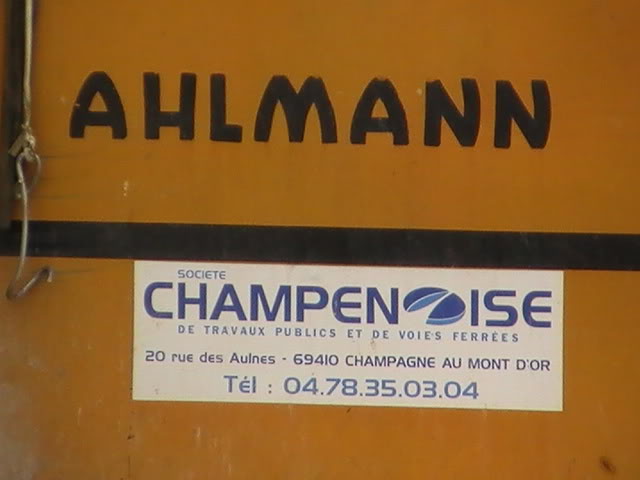 AHLMANN
SOCIETE
CHAMPENOISE
DE TRAVAUX PUBLICS ET DE VOIES FERRÉES
20 rue des Aulnes - 69410 CHAMPAGNE AU MONT D'OR
Tél : 04.78.35.03.04